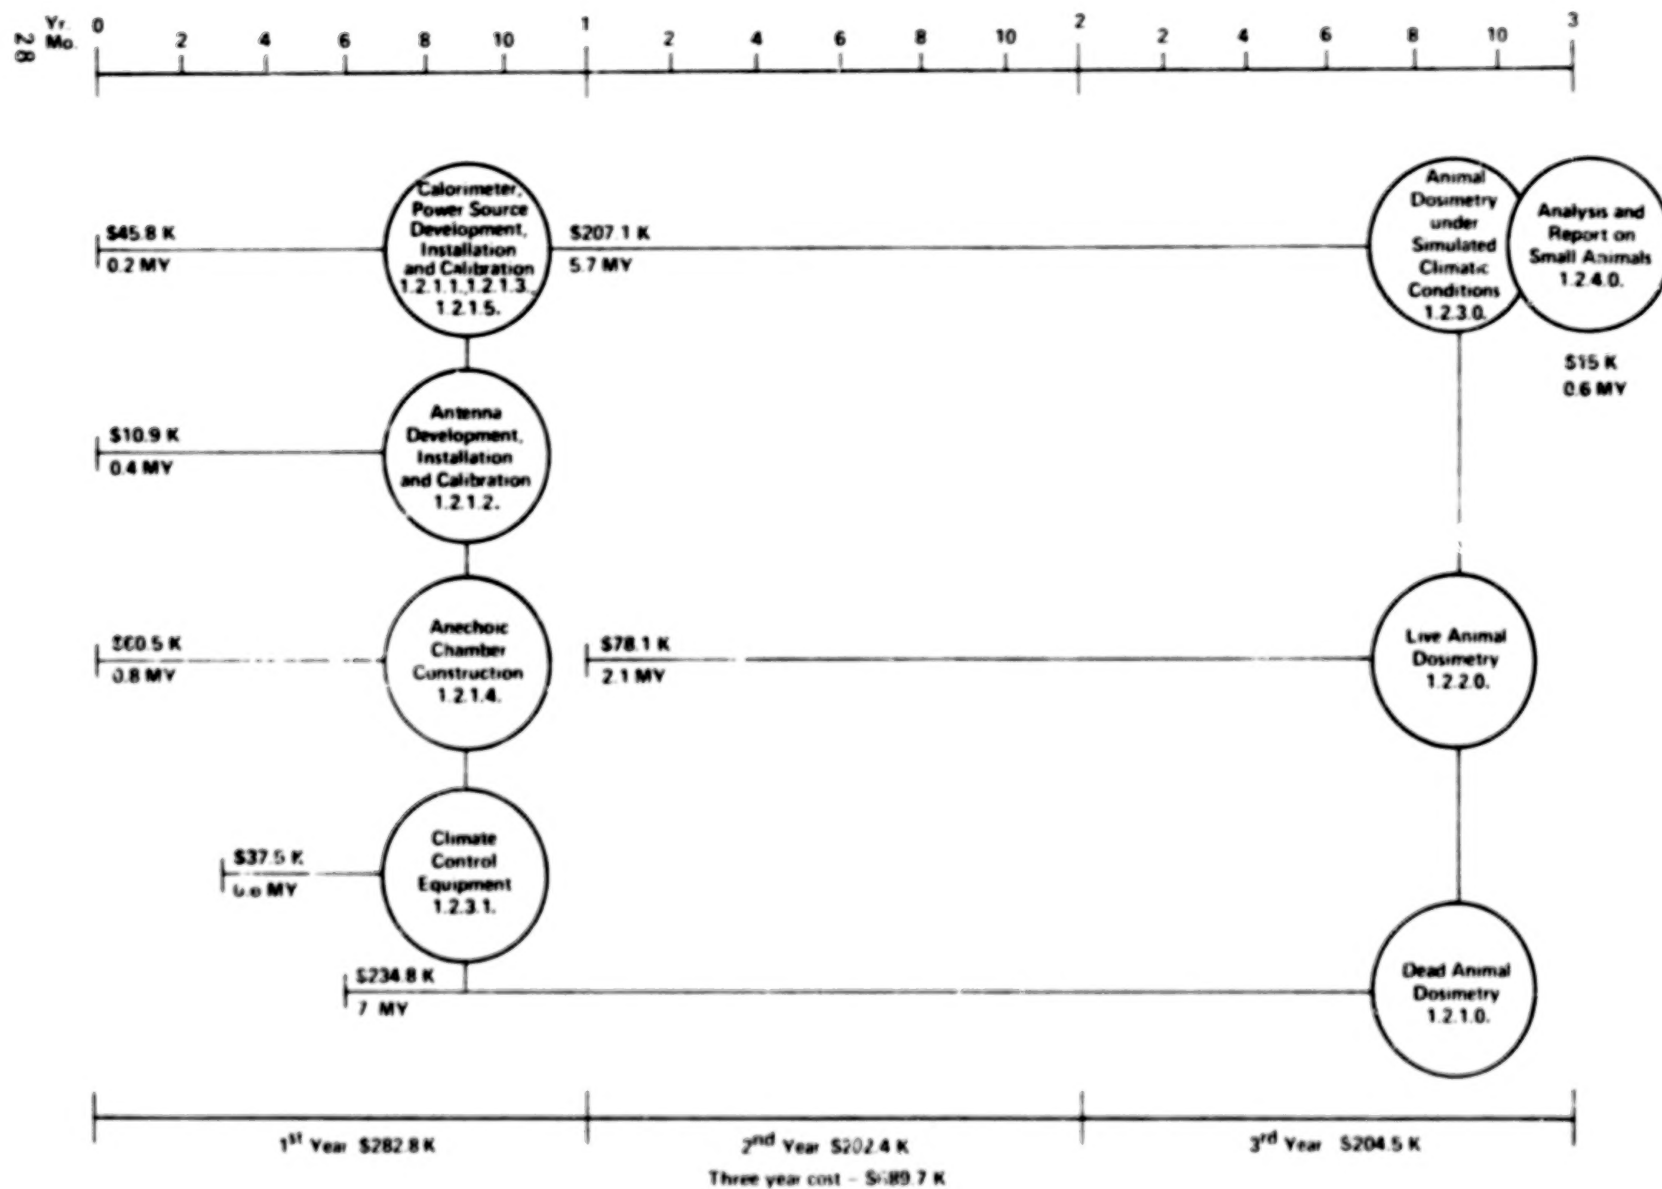 28
Yr. 0 1 2 3
Mo. 2 4 6 8 10 2 4 6 8 10 2 4 6 8 10
$45.8 K
0.2 MY
Calorimeter,
Power Source
Development,
Installation
and Calibration
1.2.1.1.,1.2.1.3.,
1.2.1.5.
$207.1 K
5.7 MY
Animal
Dosimetry
under
Simulated
Climatic
Conditions
1.2.3.0.
Analysis and
Report on
Small Animals
1.2.4.0.
$15 K
0.6 MY
$10.9 K
0.4 MY
Antenna
Development,
Installation
and Calibration
1.2.1.2.
$60.5 K
0.8 MY
Anechoic
Chamber
Construction
1.2.1.4.
$78.1 K
2.1 MY
Live Animal
Dosimetry
1.2.2.0.
$37.5 K
MY
Climate
Control
Equipment
1.2.3.1.
$234.8 K
7 MY
Dead Animal
Dosimetry
1.2.1.0.
1st Year $282.8 K
2nd Year $202.4 K
3rd Year $204.5 K
Three year cost – $689.7 K